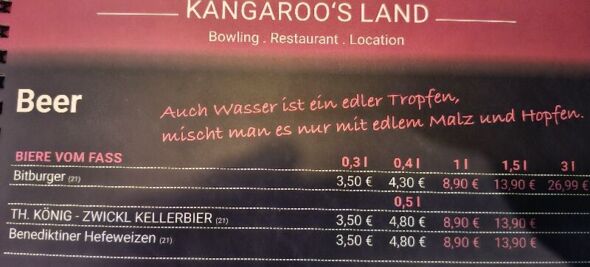 KANGAROO'S LAND
Bowling . Restaurant . Location
Beer
Auch Wasser ist ein edler Tropfen,
mischt man es nur mit edlem Malz und Hopfen.
BIERE VOM FASS 0,3 l 0,4 l 1 l 1,5 l 3 l
Bitburger (21) 3,50 € 4,30 € 8,90 € 13,90 € 26,99 €
0,5 l
TH. KÖNIG - ZWICKL KELLERBIER (21) 3,50 € 4,80 € 8,90 € 13,90 €
Benediktiner Hefeweizen (21) 3,50 € 4,80 € 8,90 € 13,90 €